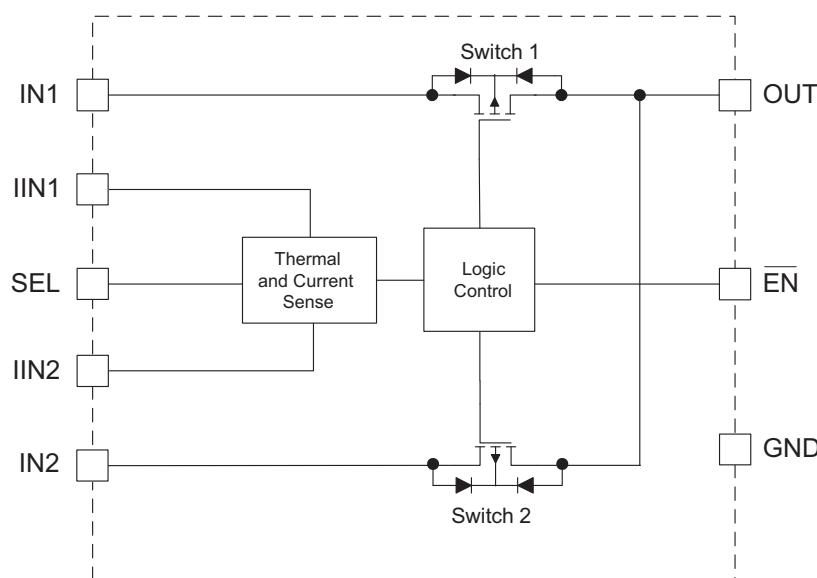 Switch 1
IN1
OUT
IIN1
Thermal
and Current
Sense
Logic
Control
SEL
EN
IIN2
GND
IN2
Switch 2